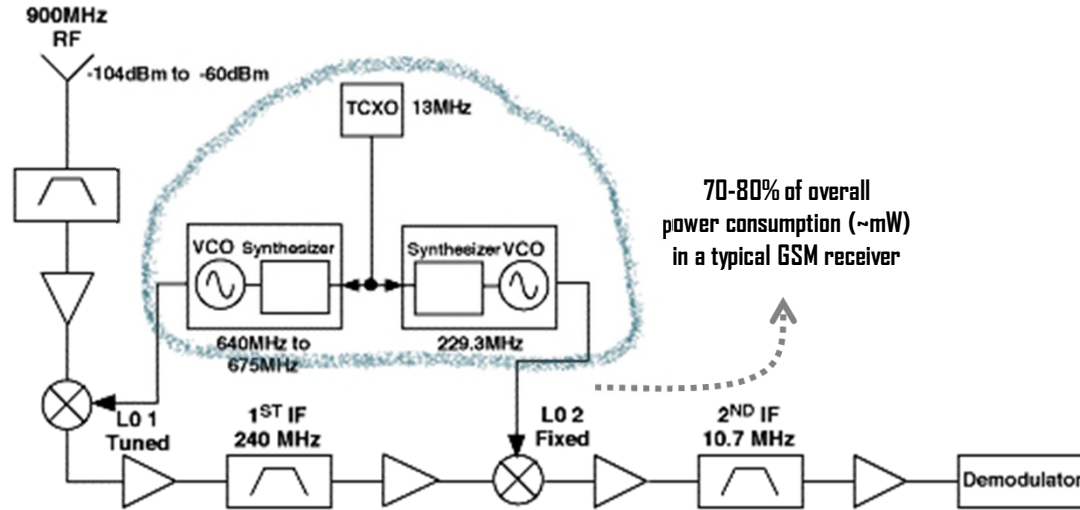 900MHz
RF
-104dBm to -60dBm
TCXO 13MHz
70-80% of overall
power consumption (~mW)
in a typical GSM receiver
VCO Synthesizer
Synthesizer VCO
640MHz to
675MHz
229.3MHz
L0 1
Tuned
1ST IF
240 MHz
L0 2
Fixed
2ND IF
10.7 MHz
Demodulator